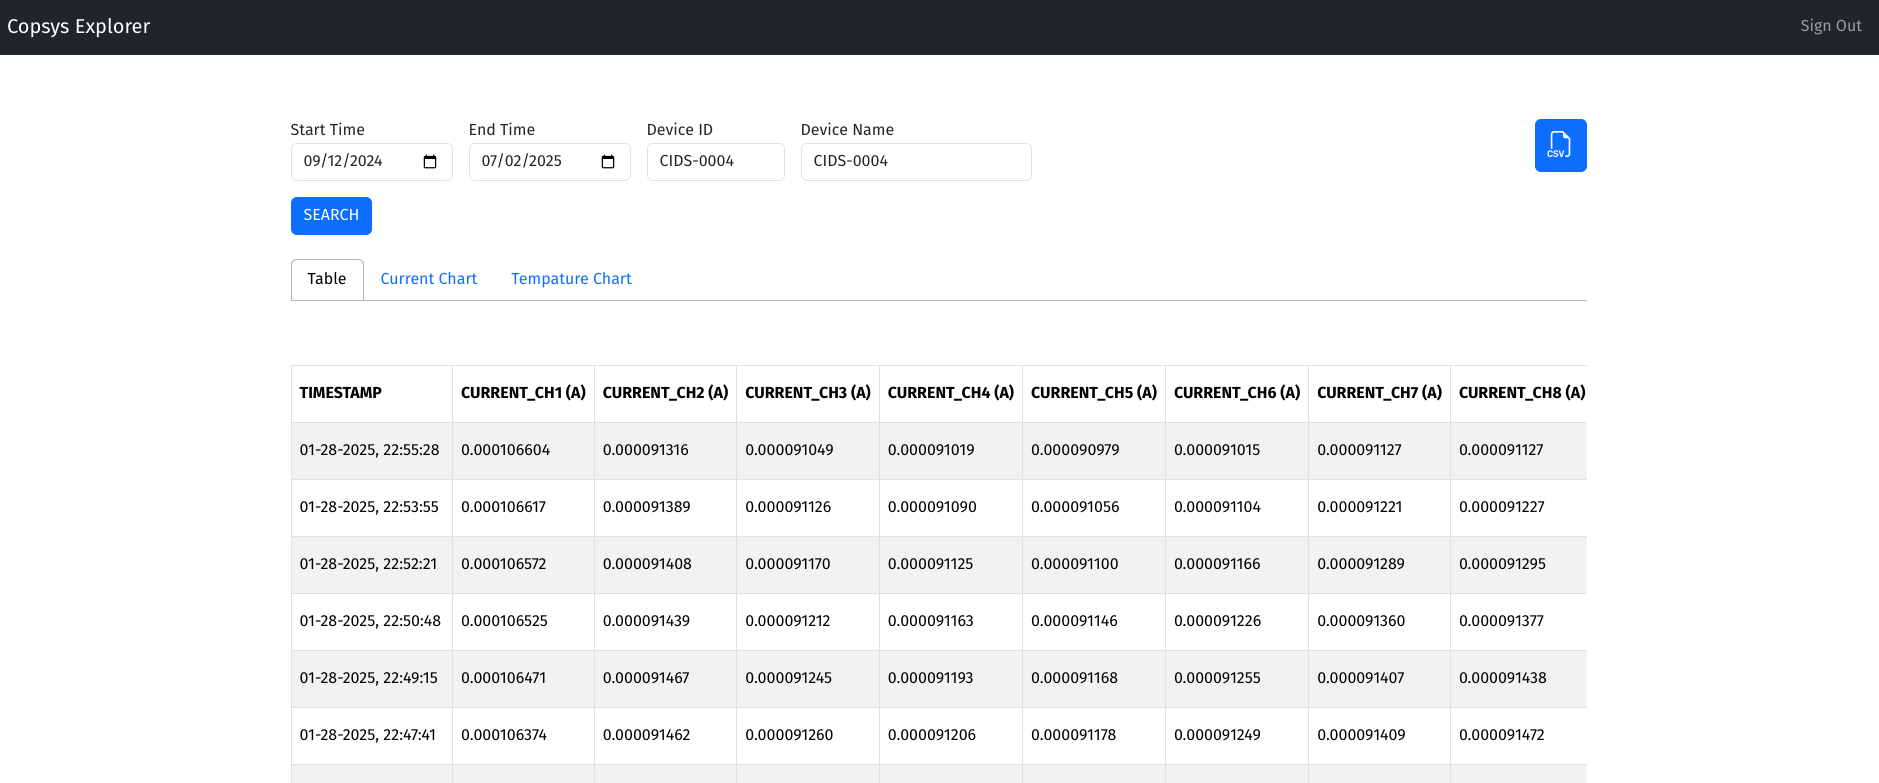 Copsys Explorer Sign Out
Start Time End Time Device ID Device Name
09/12/2024 07/02/2025 CIDS-0004 CIDS-0004
CSV
SEARCH
Table Current Chart Tempature Chart
TIMESTAMP CURRENT_CH1 (A) CURRENT_CH2 (A) CURRENT_CH3 (A) CURRENT_CH4 (A) CURRENT_CH5 (A) CURRENT_CH6 (A) CURRENT_CH7 (A) CURRENT_CH8 (A)
01-28-2025, 22:55:28 0.000106604 0.000091316 0.000091049 0.000091019 0.000090979 0.000091015 0.000091127 0.000091127
01-28-2025, 22:53:55 0.000106617 0.000091389 0.000091126 0.000091090 0.000091056 0.000091104 0.000091221 0.000091227
01-28-2025, 22:52:21 0.000106572 0.000091408 0.000091170 0.000091125 0.000091100 0.000091166 0.000091289 0.000091295
01-28-2025, 22:50:48 0.000106525 0.000091439 0.000091212 0.000091163 0.000091146 0.000091226 0.000091360 0.000091377
01-28-2025, 22:49:15 0.000106471 0.000091467 0.000091245 0.000091193 0.000091168 0.000091255 0.000091407 0.000091438
01-28-2025, 22:47:41 0.000106374 0.000091462 0.000091260 0.000091206 0.000091178 0.000091249 0.000091409 0.000091472